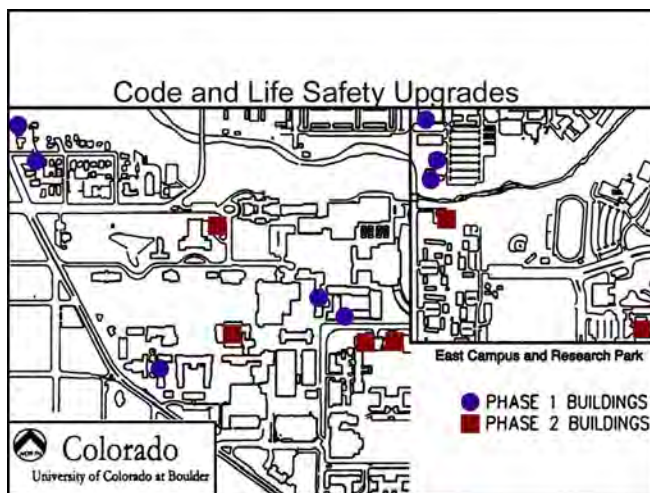 Code and Life Safety Upgrades
East Campus and Research Park
PHASE 1 BUILDINGS
PHASE 2 BUILDINGS
Colorado
University of Colorado at Boulder